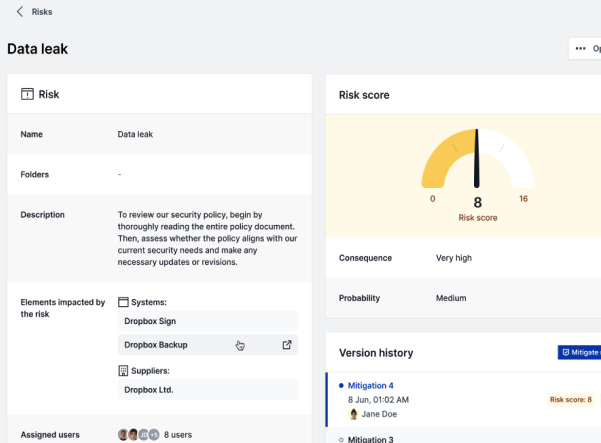 Risks
Data leak
Risk
Name
Data leak
Folders
-
Description
To review our security policy, begin by
thoroughly reading the entire policy document.
Then, assess whether the policy aligns with our
current security needs and make any
necessary updates or revisions.
Elements impacted by
the risk
Systems:
Dropbox Sign
Dropbox Backup
Suppliers:
Dropbox Ltd.
Assigned users
JD
+5
8 users
Risk score
0
8
16
Risk score
Consequence
Very high
Probability
Medium
Version history
Mitigate
Mitigation 4
8 Jun, 01:02 AM
Risk score: 8
Jane Doe
Mitigation 3